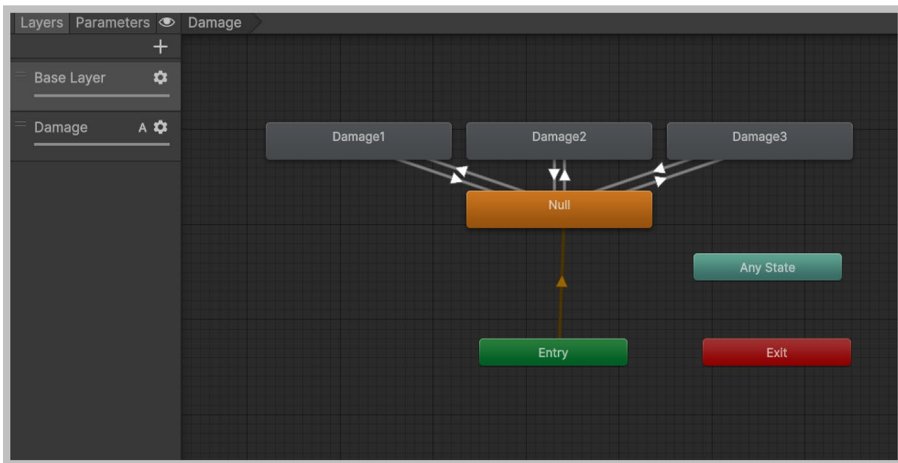 Layers Parameters Damage
+
Base Layer
Damage A
Damage1 Damage2 Damage3
Null
Any State
Entry Exit